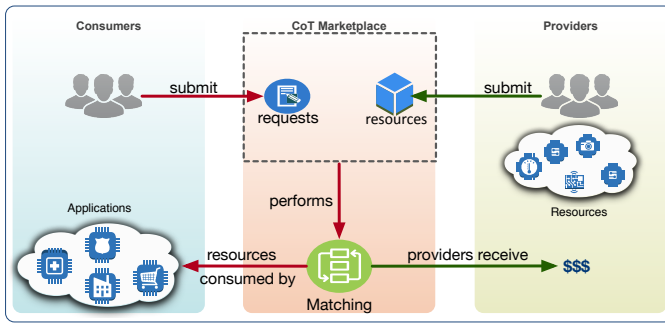 Consumers
CoT Marketplace
Providers
submit
submit
requests
resources
performs
Applications
Resources
resources
consumed by
providers receive
$$$
Matching